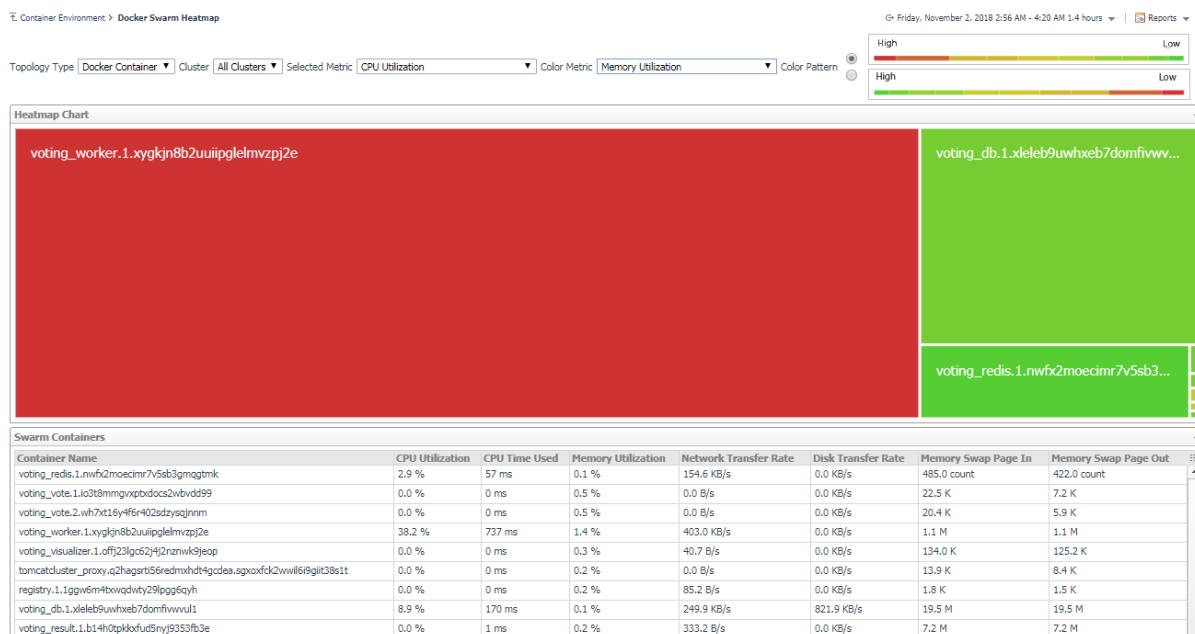 Container Environment > Docker Swarm Heatmap
Friday, November 2, 2018 2:56 AM - 4:20 AM 1.4 hours
Reports
Topology Type Docker Container Cluster All Clusters Selected Metric CPU Utilization Color Metric Memory Utilization Color Pattern
High Low
High Low
Heatmap Chart
voting_worker.1.xygkjn8b2uuiipglelmvzpj2e
voting_db.1.xleleb9uwhxeb7domfivwv...
voting_redis.1.nwfx2moecimr7v5sb3...
Swarm Containers
Container Name CPU Utilization CPU Time Used Memory Utilization Network Transfer Rate Disk Transfer Rate Memory Swap Page In Memory Swap Page Out
voting_redis.1.nwfx2moecimr7v5sb3gmqgtmk 2.9 % 57 ms 0.1 % 154.6 KB/s 0.0 KB/s 485.0 count 422.0 count
voting_vote.1.io3t8mmgvxptxdocs2wbvdd99 0.0 % 0 ms 0.5 % 0.0 B/s 0.0 KB/s 22.5 K 7.2 K
voting_vote.2.wh7xt16y4f6r402sdzysqjnnm 0.0 % 0 ms 0.5 % 0.0 B/s 0.0 KB/s 20.4 K 5.9 K
voting_worker.1.xygkjn8b2uuiipglelmvzpj2e 38.2 % 737 ms 1.4 % 403.0 KB/s 0.0 KB/s 1.1 M 1.1 M
voting_visualizer.1.offj23lgc62j4j2nznwk9jeop 0.0 % 0 ms 0.3 % 40.7 B/s 0.0 KB/s 134.0 K 125.2 K
tomcatcluster_proxy.q2hagsrti56redmxhdt4gcdea.sgxoxfck2wwil6i9giit38s1t 0.0 % 0 ms 0.2 % 0.0 B/s 0.0 KB/s 13.9 K 8.4 K
registry.1.1ggw6m4txwqdwty29lpgg6qyh 0.0 % 0 ms 0.2 % 85.2 B/s 0.0 KB/s 1.8 K 1.5 K
voting_db.1.xleleb9uwhxeb7domfivwvul1 8.9 % 170 ms 0.1 % 249.9 KB/s 821.9 KB/s 19.5 M 19.5 M
voting_result.1.b14h0tpkkxfud5nyj9353fb3e 0.0 % 1 ms 0.2 % 333.2 B/s 0.0 KB/s 7.2 M 7.2 M